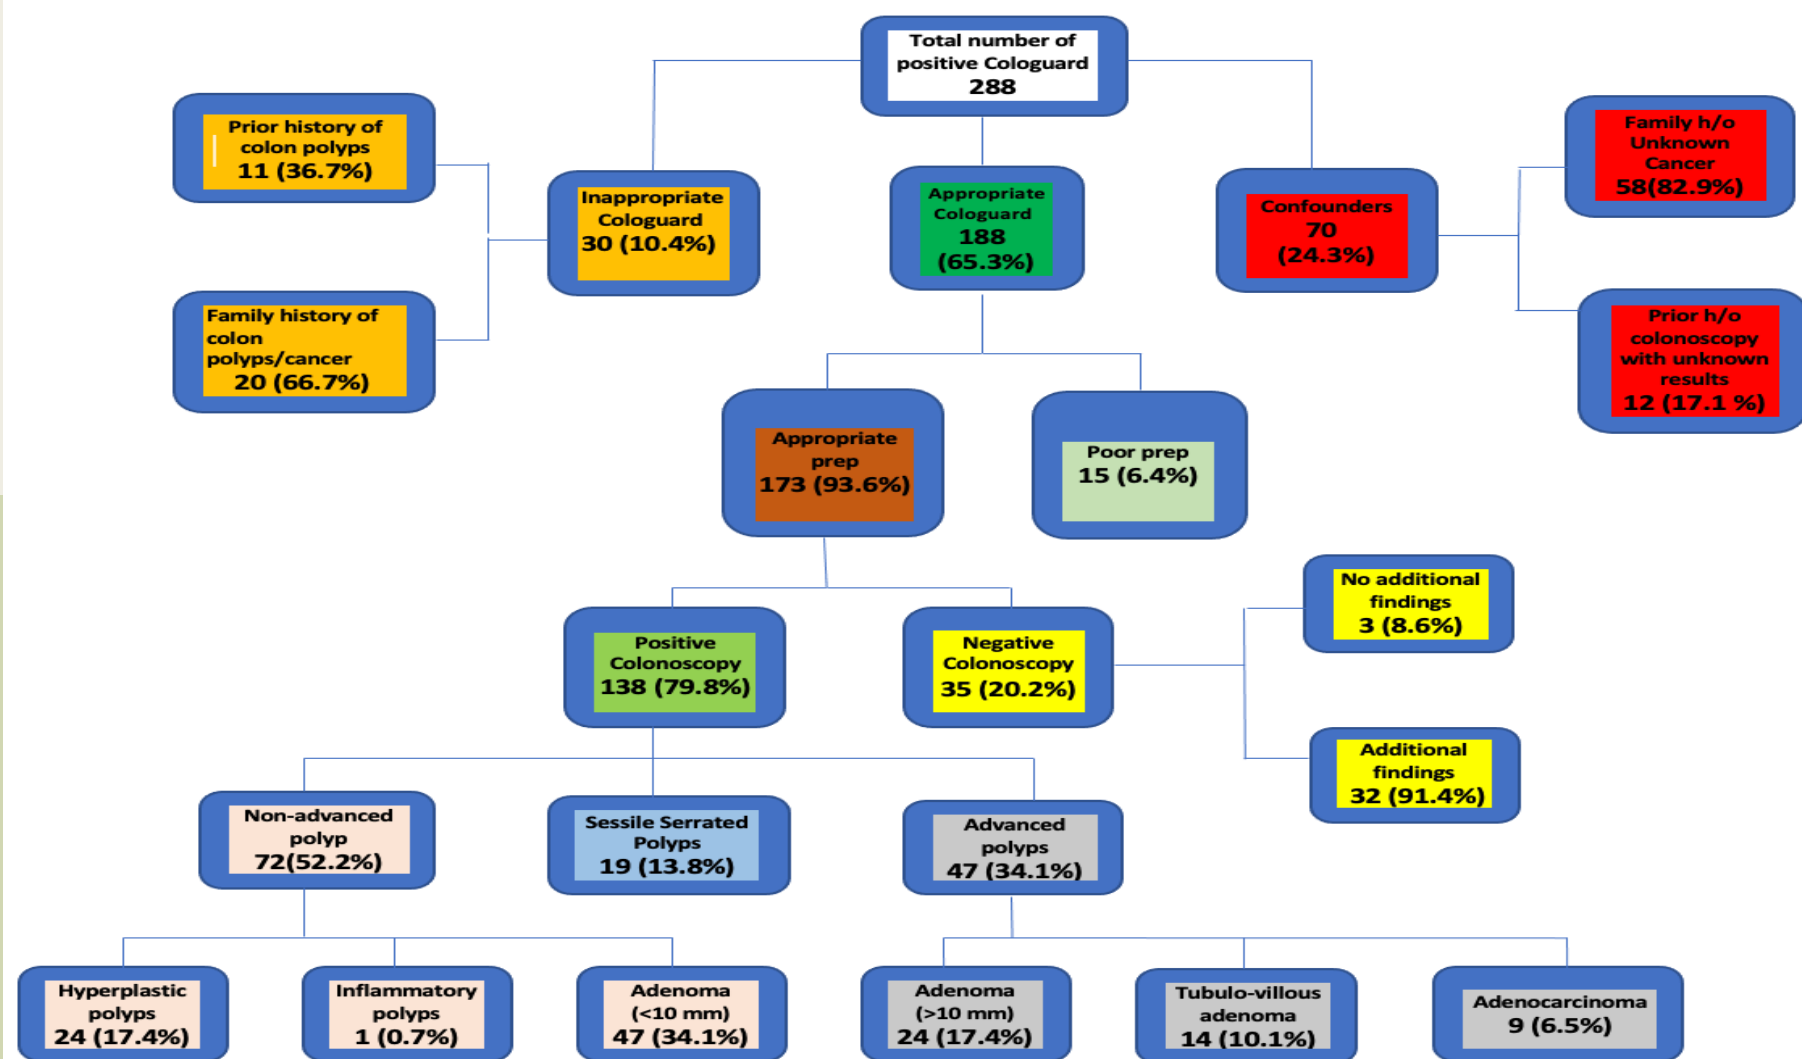 Total number of
positive Cologuard
288
Prior history of
colon polyps
11 (36.7%)
Family history of
colon
polyps/cancer
20 (66.7%)
Inappropriate
Cologuard
30 (10.4%)
Appropriate
Cologuard
188
(65.3%)
Confounders
70
(24.3%)
Family h/o
Unknown
Cancer
58(82.9%)
Prior h/o
colonoscopy
with unknown
results
12 (17.1 %)
Appropriate
prep
173 (93.6%)
Poor prep
15 (6.4%)
Positive
Colonoscopy
138 (79.8%)
Negative
Colonoscopy
35 (20.2%)
No additional
findings
3 (8.6%)
Additional
findings
32 (91.4%)
Non-advanced
polyp
72(52.2%)
Sessile Serrated
Polyps
19 (13.8%)
Advanced
polyps
47 (34.1%)
Hyperplastic
polyps
24 (17.4%)
Inflammatory
polyps
1 (0.7%)
Adenoma
(<10 mm)
47 (34.1%)
Adenoma
(>10 mm)
24 (17.4%)
Tubulo-villous
adenoma
14 (10.1%)
Adenocarcinoma
9 (6.5%)